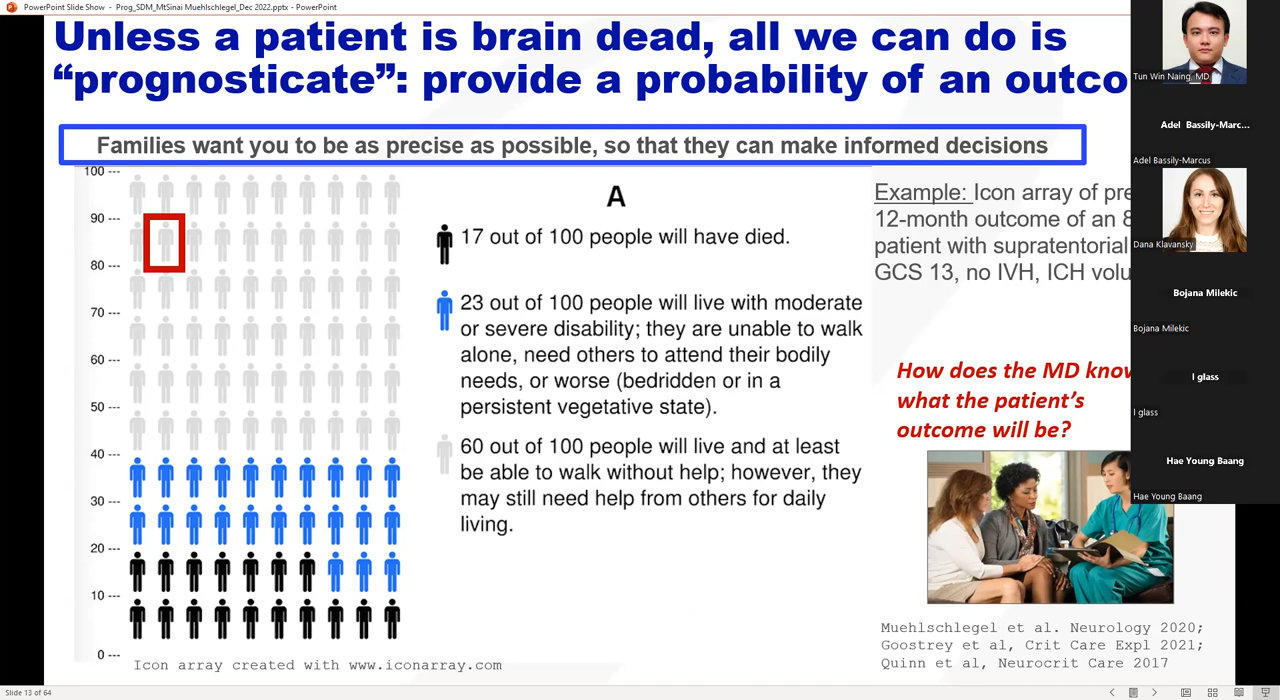 PowerPoint Slide Show - Prog_SDM_MtSinai Muehlschlegel_Dec 2022.pptx - PowerPoint
Unless a patient is brain dead, all we can do is
“prognosticate”: provide a probability of an outco
Families want you to be as precise as possible, so that they can make informed decisions
100 ---
90 ---
80 ---
70 ---
60 ---
50 ---
40 ---
30 ---
20 ---
10 ---
0 ---
A
17 out of 100 people will have died.
23 out of 100 people will live with moderate
or severe disability; they are unable to walk
alone, need others to attend their bodily
needs, or worse (bedridden or in a
persistent vegetative state).
60 out of 100 people will live and at least
be able to walk without help; however, they
may still need help from others for daily
living.
Icon array created with www.iconarray.com
Example: Icon array of pre
12-month outcome of an 8
patient with supratentorial
GCS 13, no IVH, ICH volu
How does the MD know
what the patient’s
outcome will be?
Muehlschlegel et al. Neurology 2020;
Goostrey et al, Crit Care Expl 2021;
Quinn et al, Neurocrit Care 2017
Tun Win Naing, MD
Adel Bassily-Marc...
Adel Bassily-Marcus
Dana Klavansky
Bojana Milekic
Bojana Milekic
l glass
l glass
Hae Young Baang
Hae Young Baang
Slide 13 of 64